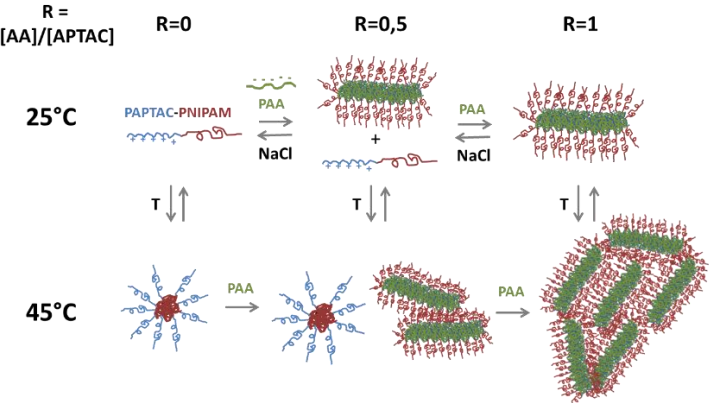 R =
[AA]/[APTAC]
R=0
R=0,5
R=1
25°C
PAPTAC-PNIPAM
PAA
NaCl
+
PAA
NaCl
T
T
T
45°C
PAA
PAA